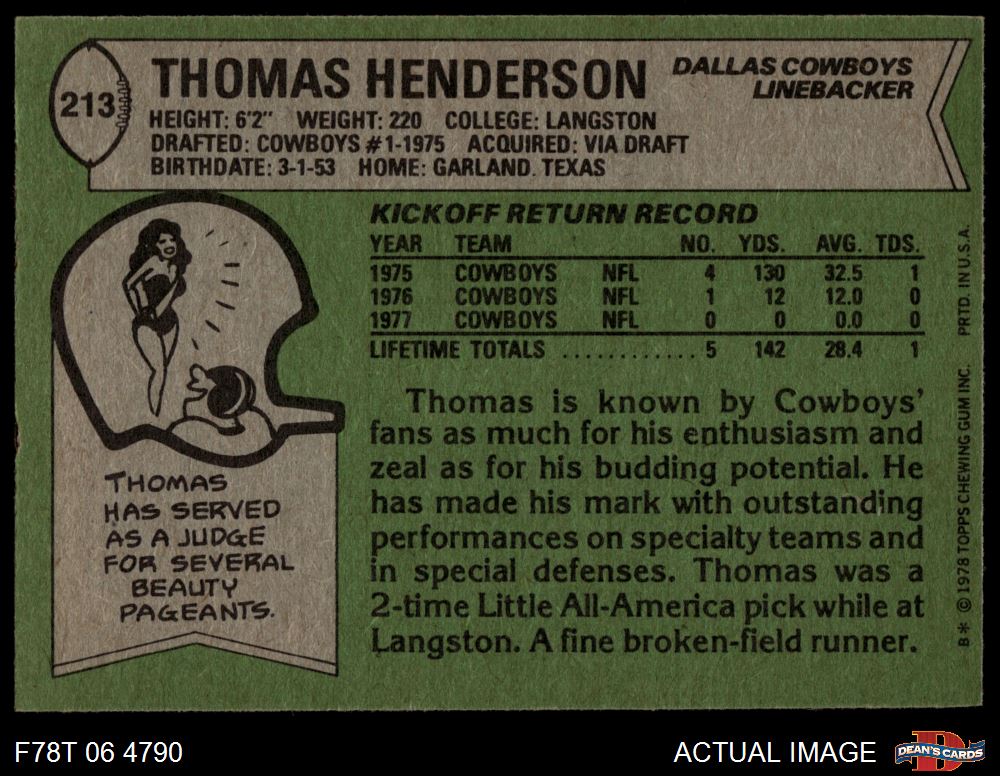 213
THOMAS HENDERSON
DALLAS COWBOYS
LINEBACKER
HEIGHT: 6'2" WEIGHT: 220 COLLEGE: LANGSTON
DRAFTED: COWBOYS #1-1975 ACQUIRED: VIA DRAFT
BIRTHDATE: 3-1-53 HOME: GARLAND. TEXAS
KICKOFF RETURN RECORD
YEAR TEAM NO. YDS. AVG. TDS.
1975 COWBOYS NFL 4 130 32.5 1
1976 COWBOYS NFL 1 12 12.0 0
1977 COWBOYS NFL 0 0 0.0 0
LIFETIME TOTALS ............ 5 142 28.4 1
THOMAS
HAS SERVED
AS A JUDGE
FOR SEVERAL
BEAUTY
PAGEANTS.
Thomas is known by Cowboys'
fans as much for his enthusiasm and
zeal as for his budding potential. He
has made his mark with outstanding
performances on specialty teams and
in special defenses. Thomas was a
2-time Little All-America pick while at
Langston. A fine broken-field runner.
B* © 1978 TOPPS CHEWING GUM INC. PRTD. IN U.S.A.
F78T 06 4790
ACTUAL IMAGE
D
DEAN'S CARDS